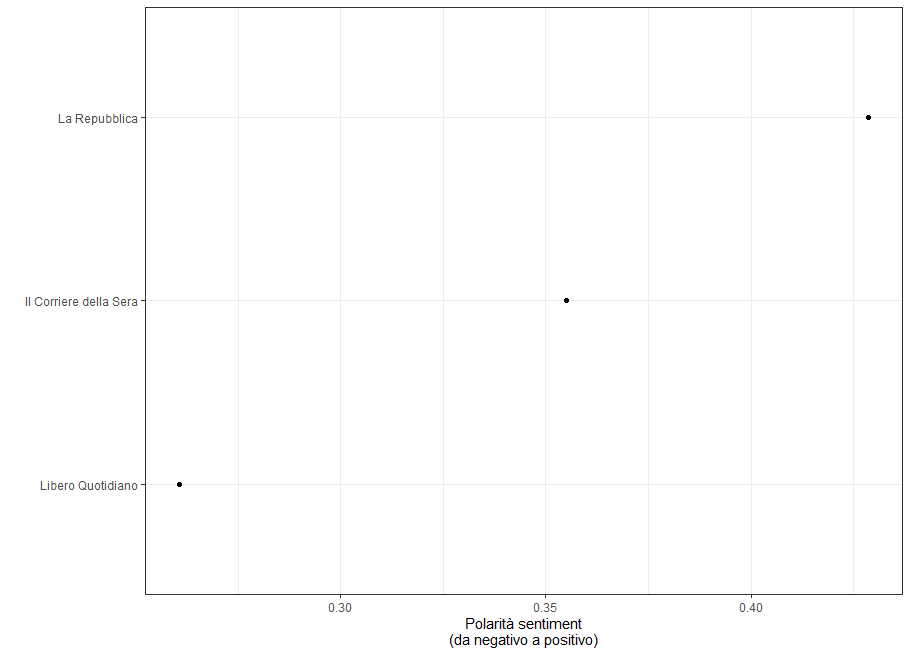 La Repubblica
Il Corriere della Sera
Libero Quotidiano
0.30 0.35 0.40
Polarità sentiment
(da negativo a positivo)